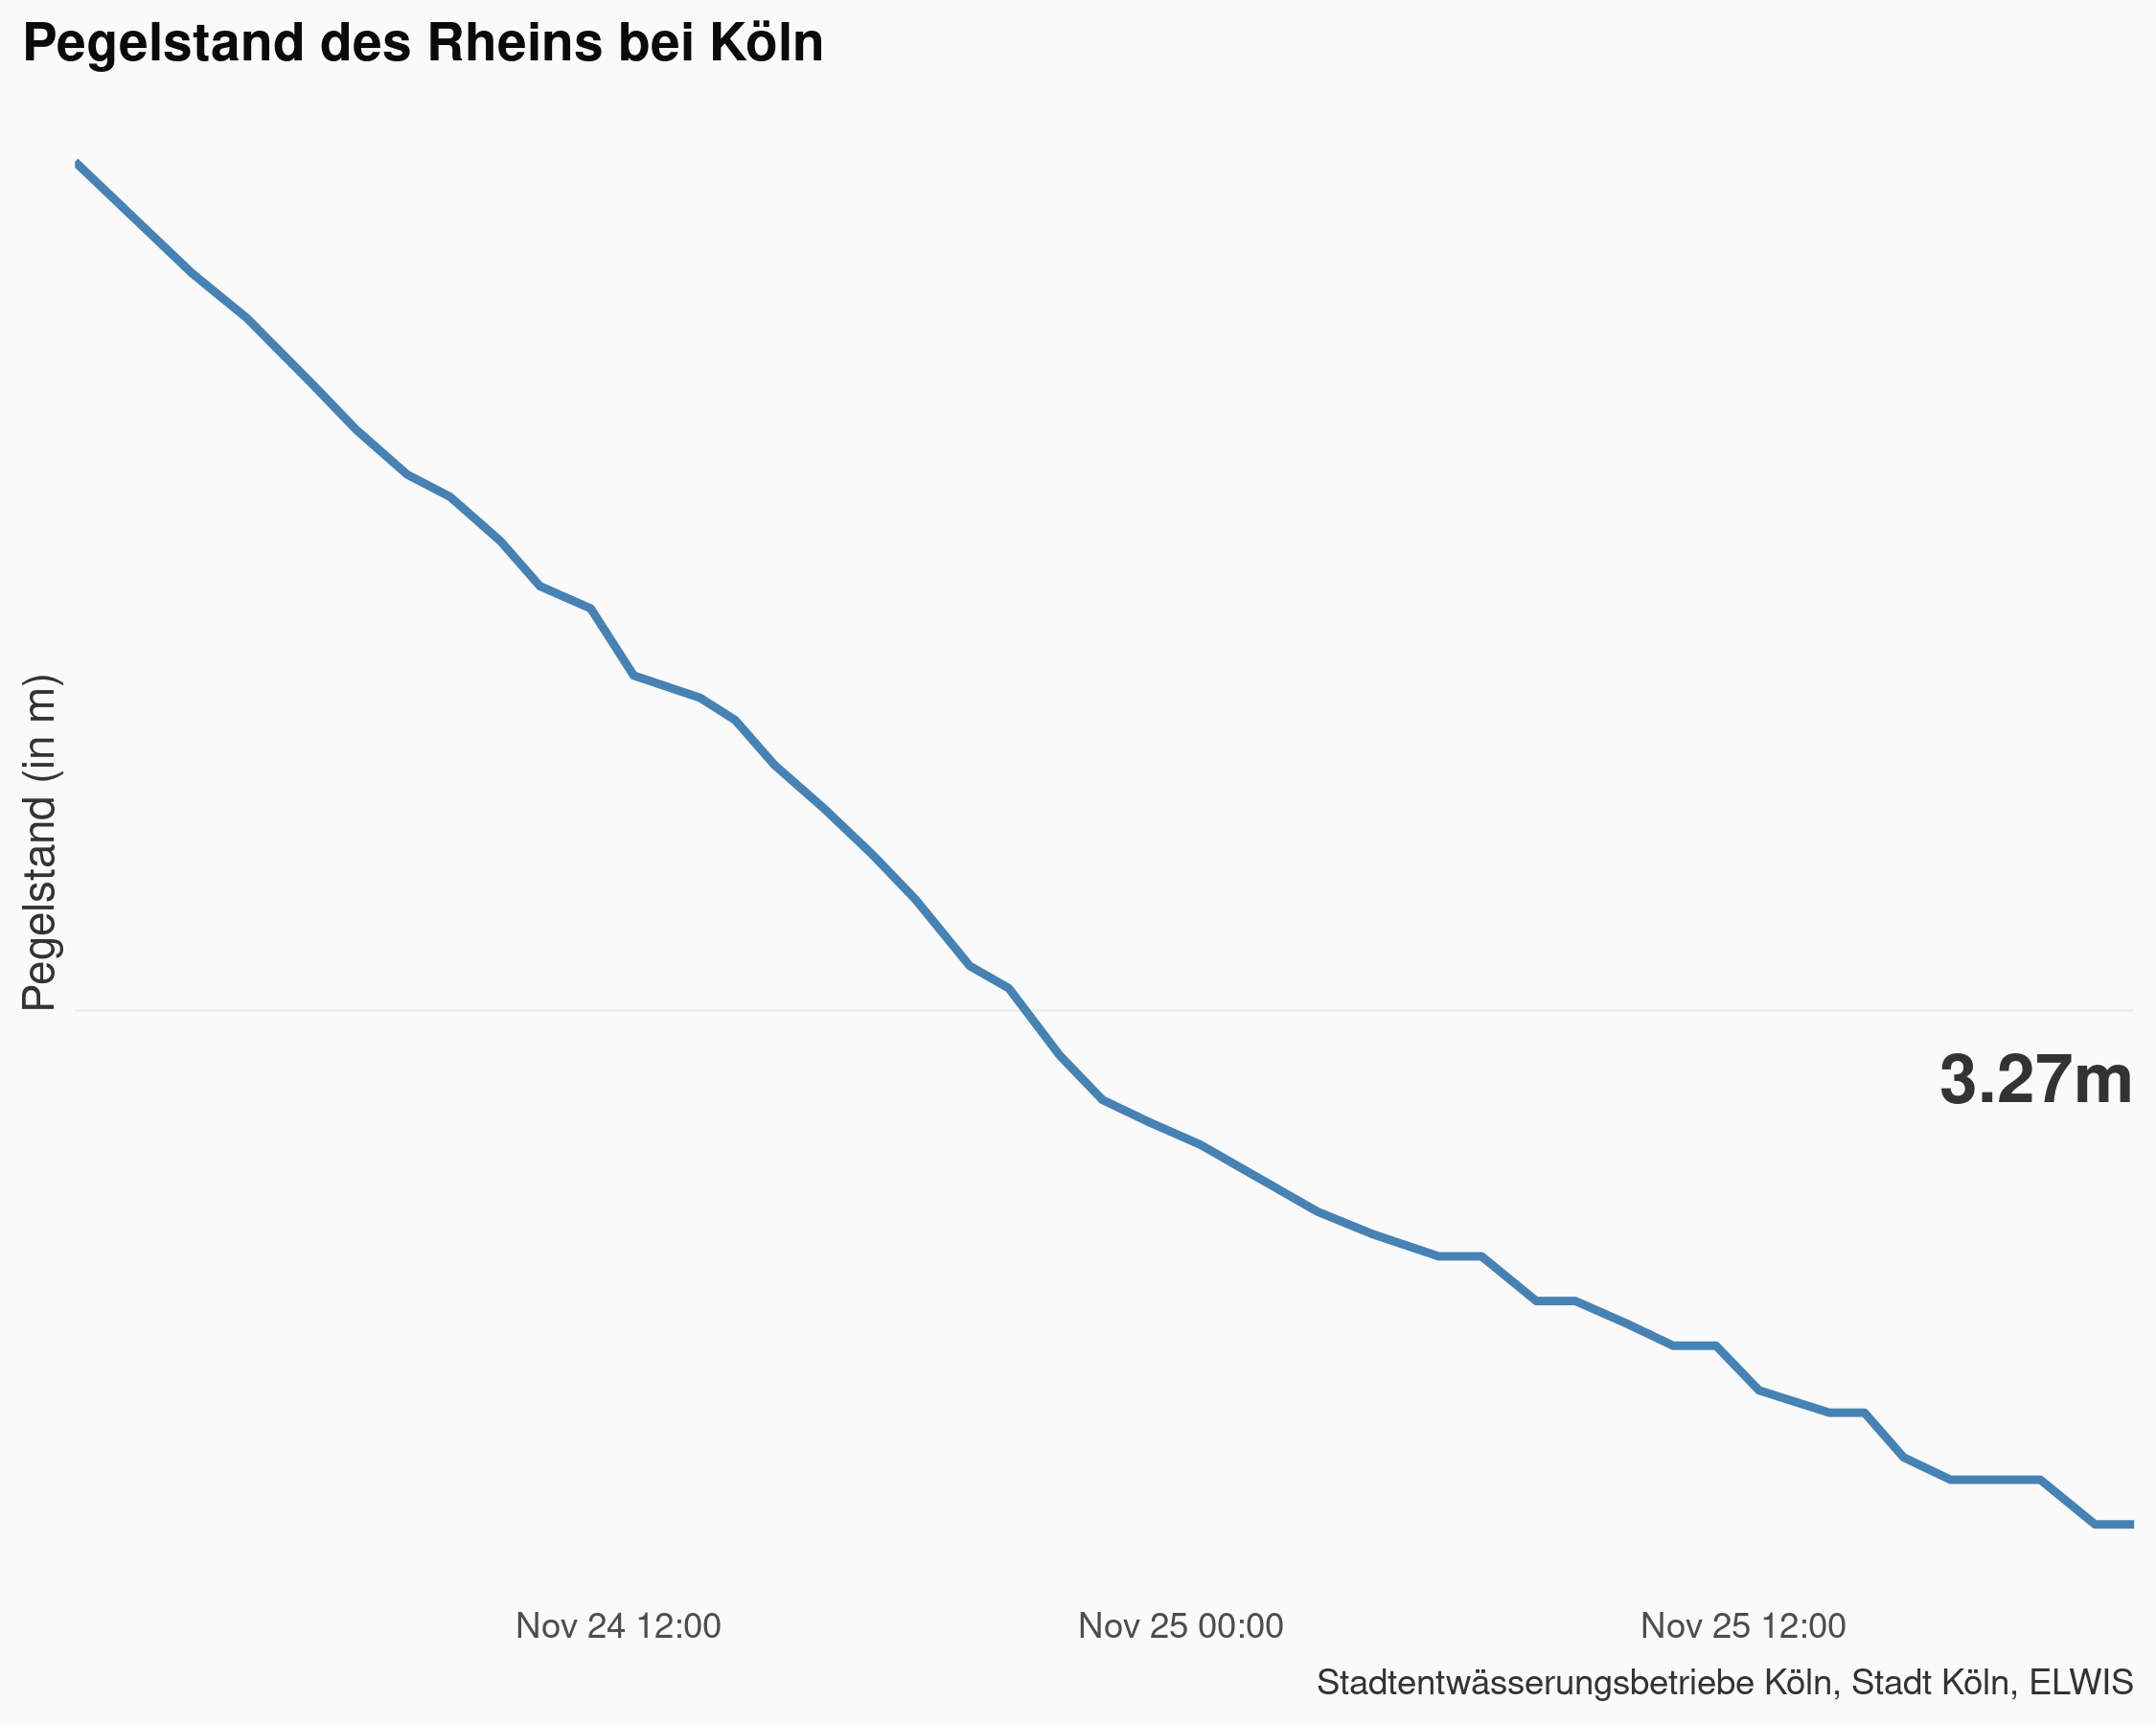 Pegelstand des Rheins bei Köln
Pegelstand (in m)
3.27m
Nov 24 12:00
Nov 25 00:00
Nov 25 12:00
Stadtentwässerungsbetriebe Köln, Stadt Köln, ELWIS